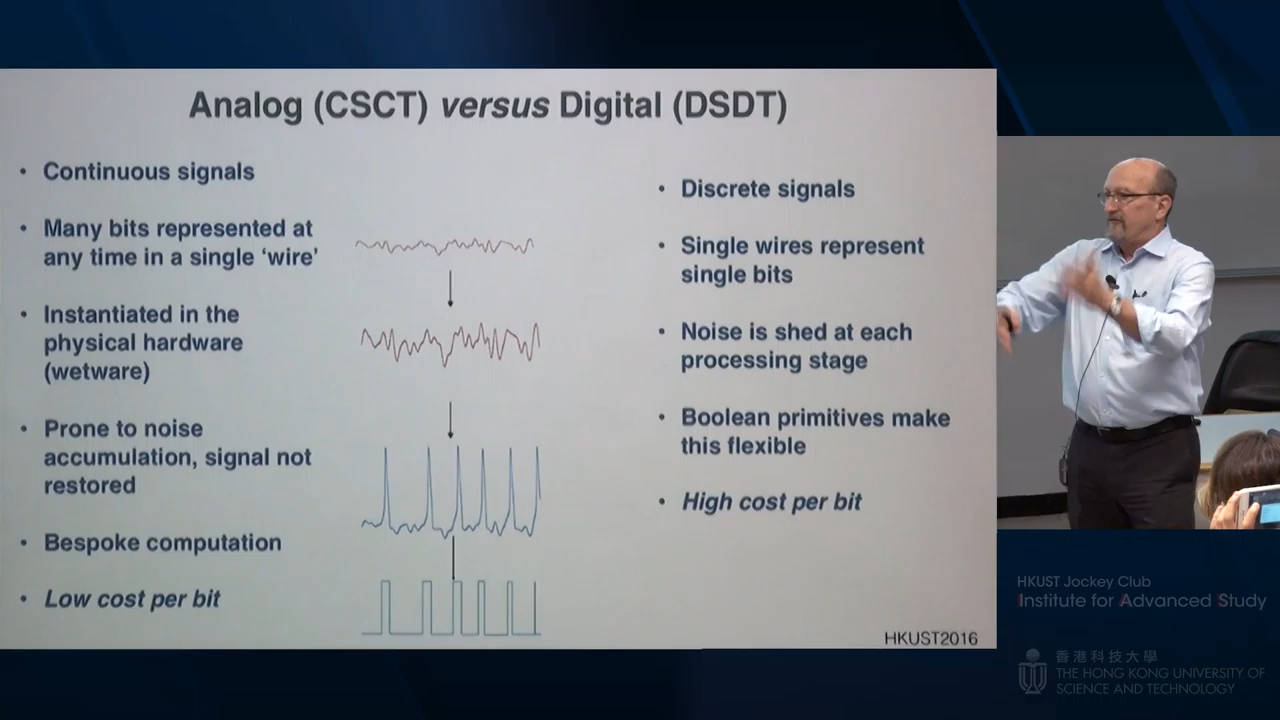 Analog (CSCT) versus Digital (DSDT)
• Continuous signals
• Many bits represented at
any time in a single ‘wire’
• Instantiated in the
physical hardware
(wetware)
• Prone to noise
accumulation, signal not
restored
• Bespoke computation
• Low cost per bit
• Discrete signals
• Single wires represent
single bits
• Noise is shed at each
processing stage
• Boolean primitives make
this flexible
• High cost per bit
HKUST2016
HKUST Jockey Club
Institute for Advanced Study
香港科技大學
THE HONG KONG UNIVERSITY OF
SCIENCE AND TECHNOLOGY